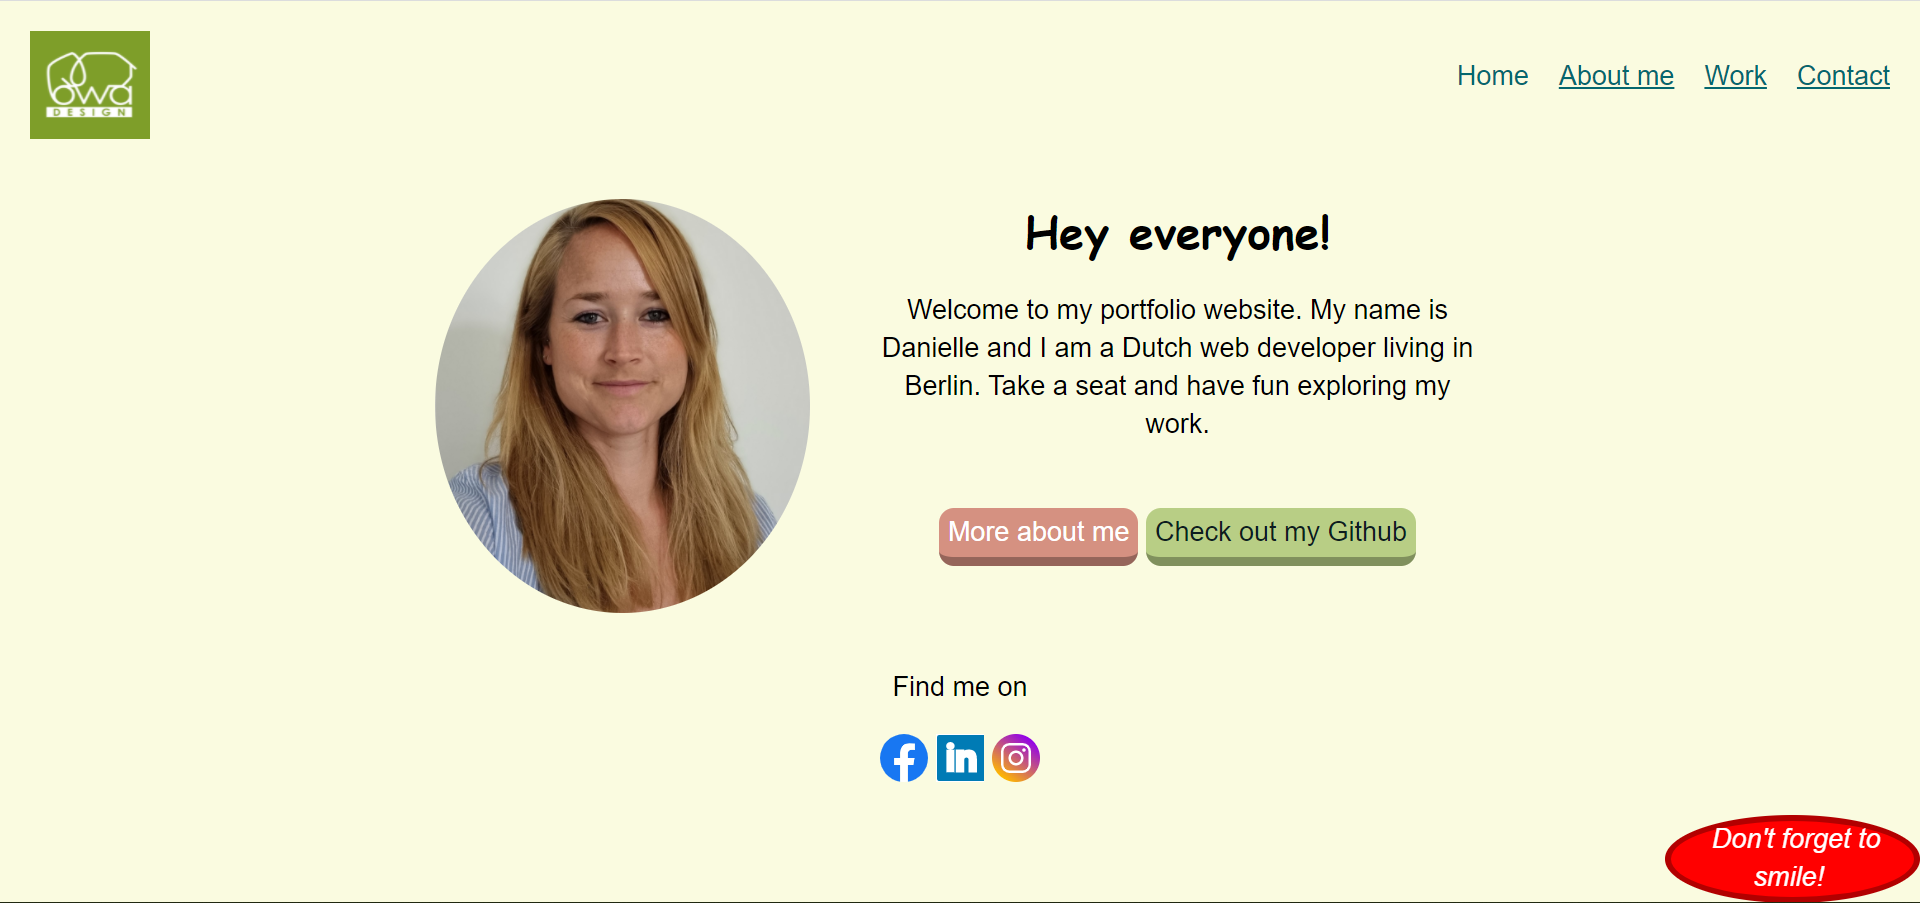 owa
DESIGN
Home About me Work Contact
Hey everyone!
Welcome to my portfolio website. My name is
Danielle and I am a Dutch web developer living in
Berlin. Take a seat and have fun exploring my
work.
More about me Check out my Github
Find me on
in
Don't forget to
smile!